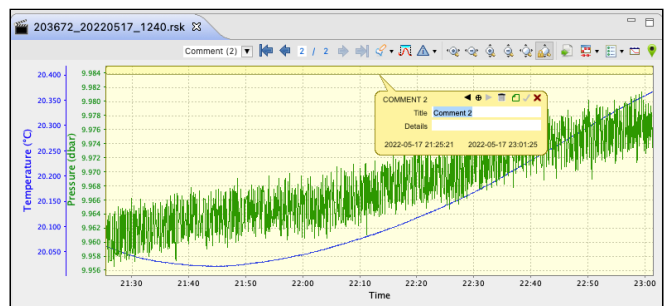 203672_20220517_1240.rsk
Comment (2) 2 / 2
COMMENT 2
Title Comment 2
Details
2022-05-17 21:25:21 2022-05-17 23:01:25
Temperature (°C)
20.400
20.350
20.300
20.250
20.200
20.150
20.100
20.050
Pressure (dbar)
9.984
9.982
9.980
9.978
9.976
9.974
9.972
9.970
9.968
9.966
9.964
9.962
9.960
9.958
9.956
21:30 21:40 21:50 22:00 22:10 22:20 22:30 22:40 22:50 23:00
Time